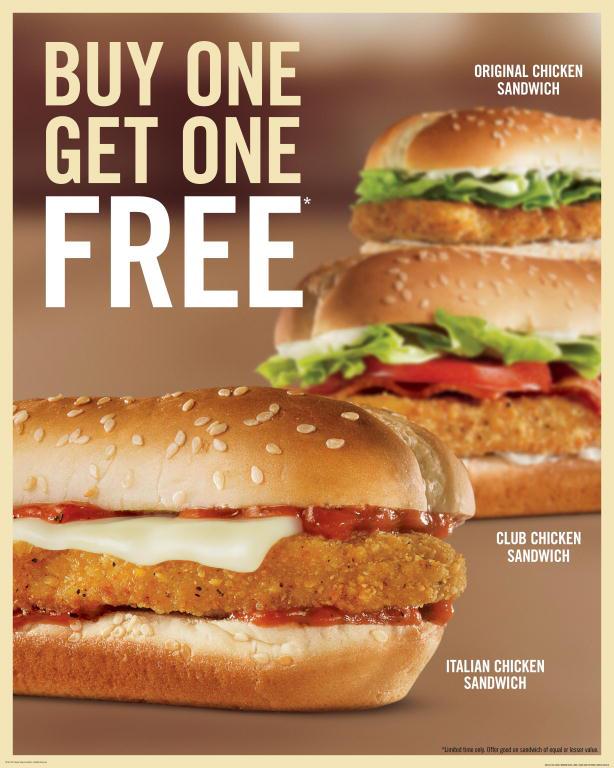 BUY ONE
GET ONE
FREE*
ORIGINAL CHICKEN
SANDWICH
CLUB CHICKEN
SANDWICH
ITALIAN CHICKEN
SANDWICH
*Limited time only. Offer good on sandwich of equal or lesser value.